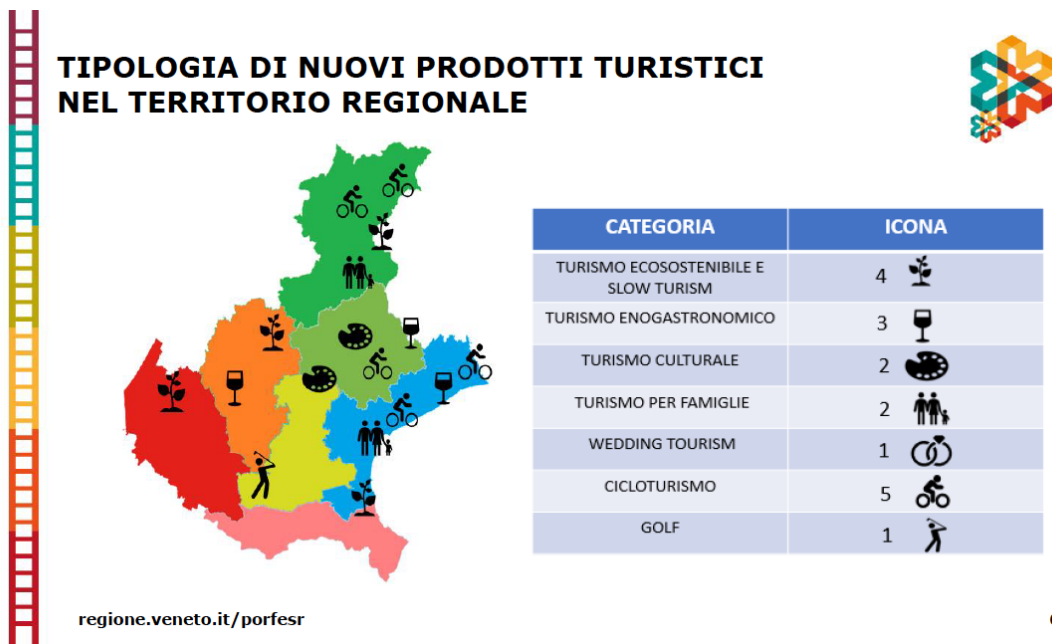 TIPOLOGIA DI NUOVI PRODOTTI TURISTICI
NEL TERRITORIO REGIONALE
CATEGORIA ICONA
TURISMO ECOSOSTENIBILE E
SLOW TURISM 4
TURISMO ENOGASTRONOMICO 3
TURISMO CULTURALE 2
TURISMO PER FAMIGLIE 2
WEDDING TOURISM 1
CICLOTURISMO 5
GOLF 1
regione.veneto.it/porfesr